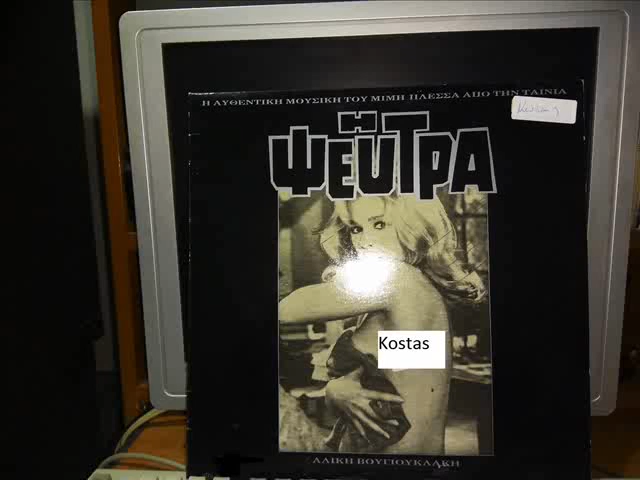 Η ΑΥΘΕΝΤΙΚΗ ΜΟΥΣΙΚΗ ΤΟΥ ΜΙΜΗ ΠΛΕΣΣΑ ΑΠΟ ΤΗΝ ΤΑΙΝΙΑ
Η
ΨΕΥΤΡΑ
Kostas
ΑΛΙΚΗ ΒΟΥΓΙΟΥΚΛΑΚΗ